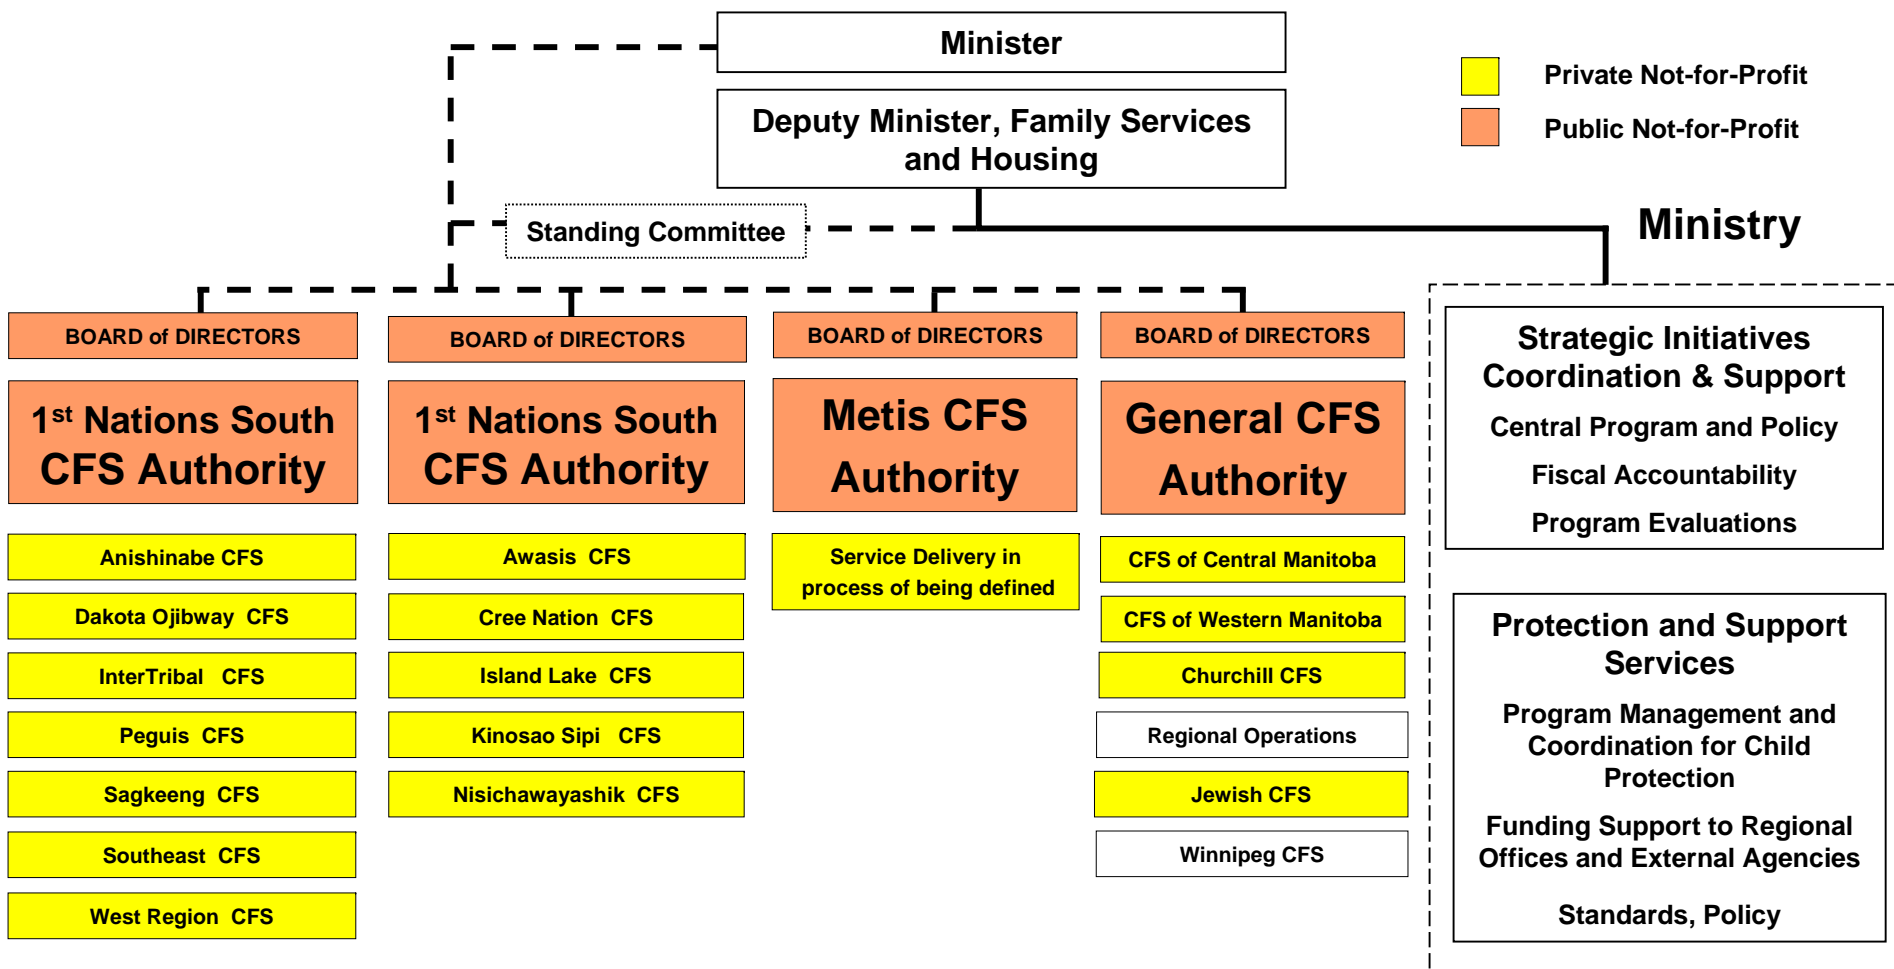 Minister
Deputy Minister, Family Services
and Housing
Private Not-for-Profit
Public Not-for-Profit
Standing Committee
Ministry
BOARD of DIRECTORS
1st Nations South
CFS Authority
Anishinabe CFS
Dakota Ojibway CFS
InterTribal CFS
Peguis CFS
Sagkeeng CFS
Southeast CFS
West Region CFS
BOARD of DIRECTORS
1st Nations South
CFS Authority
Awasis CFS
Cree Nation CFS
Island Lake CFS
Kinosao Sipi CFS
Nisichawayashik CFS
BOARD of DIRECTORS
Metis CFS
Authority
Service Delivery in
process of being defined
BOARD of DIRECTORS
General CFS
Authority
CFS of Central Manitoba
CFS of Western Manitoba
Churchill CFS
Regional Operations
Jewish CFS
Winnipeg CFS
Strategic Initiatives
Coordination & Support
Central Program and Policy
Fiscal Accountability
Program Evaluations
Protection and Support
Services
Program Management and
Coordination for Child
Protection
Funding Support to Regional
Offices and External Agencies
Standards, Policy